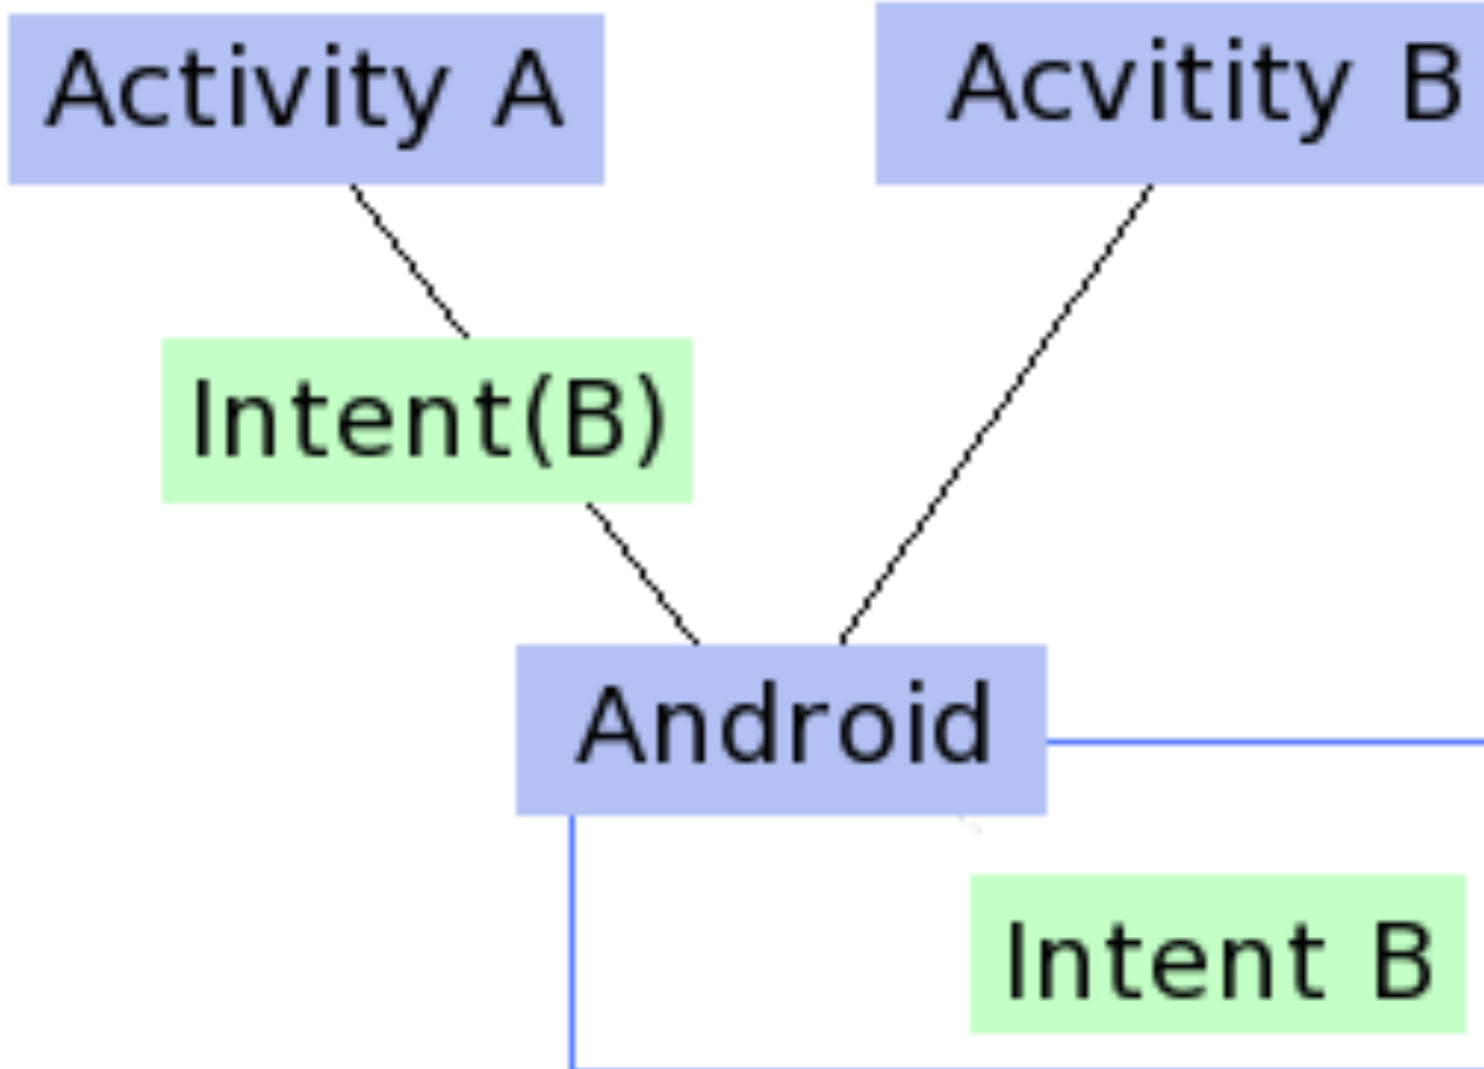 Activity A
Acvitity B
Intent(B)
Android
Intent B